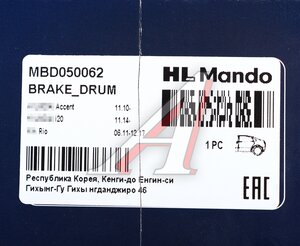 MBD050062
BRAKE_DRUM
HL Mando
Accent 11.10-
i20 11.14-
Rio 06.11-12.17
1 PC
Республика Корея, Кенги-до Енгин-си
Гихынг-Гу Гихы нгданджиро 46
EAC